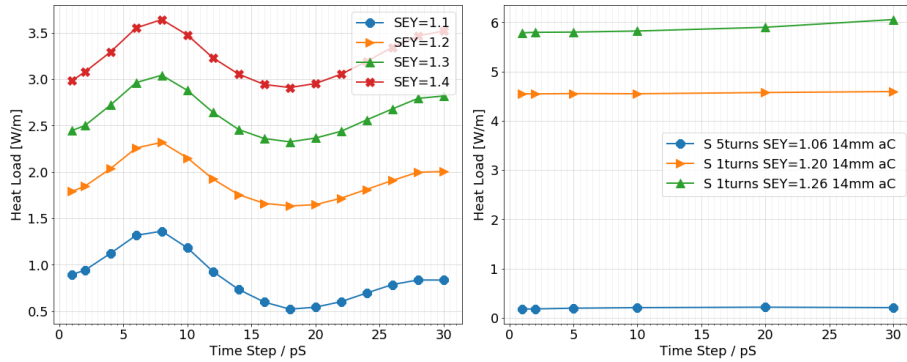 3.5
3.0
2.5
2.0
1.5
1.0
0.5
Heat Load [W/m]
SEY=1.1
SEY=1.2
SEY=1.3
SEY=1.4
0 5 10 15 20 25 30
Time Step / pS
6
5
4
3
2
1
0
Heat Load [W/m]
S 5turns SEY=1.06 14mm aC
S 1turns SEY=1.20 14mm aC
S 1turns SEY=1.26 14mm aC
0 5 10 15 20 25 30
Time Step / pS